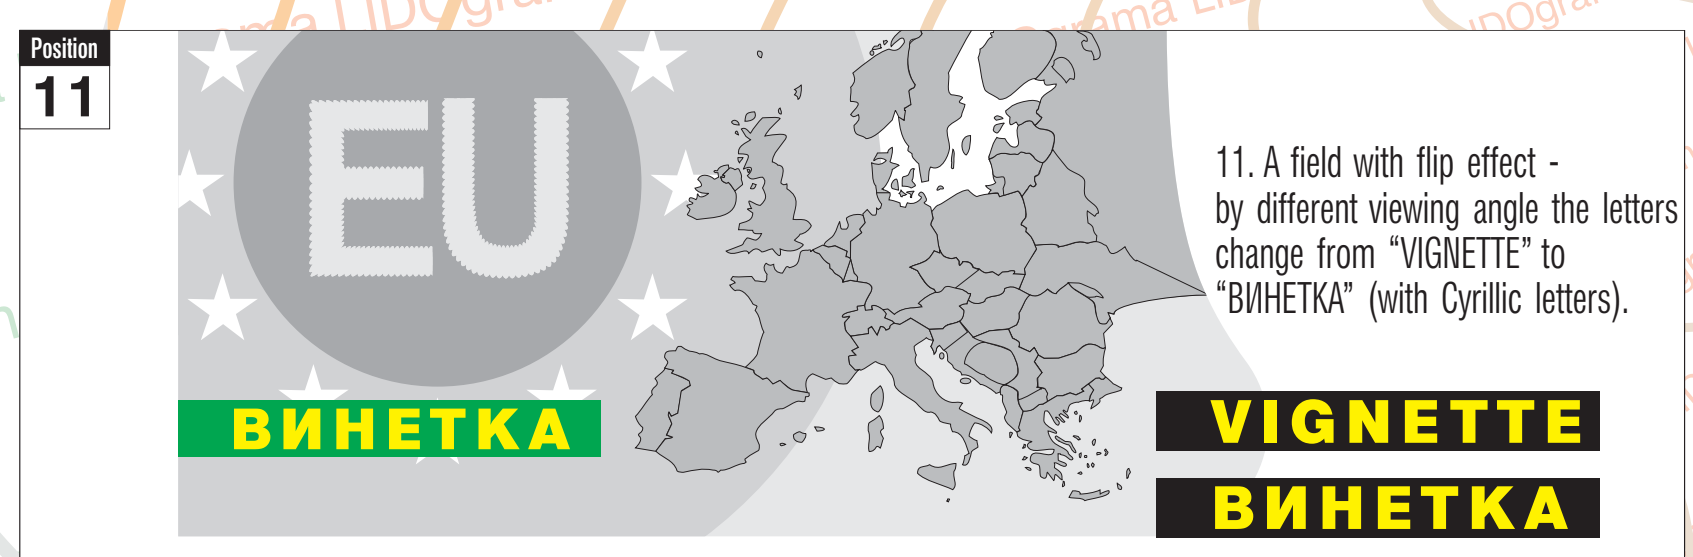 Position
11
EU
ВИНЕТКА
11. A field with flip effect -
by different viewing angle the letters
change from “VIGNETTE” to
“ВИНЕТКА” (with Cyrillic letters).
VIGNETTE
ВИНЕТКА